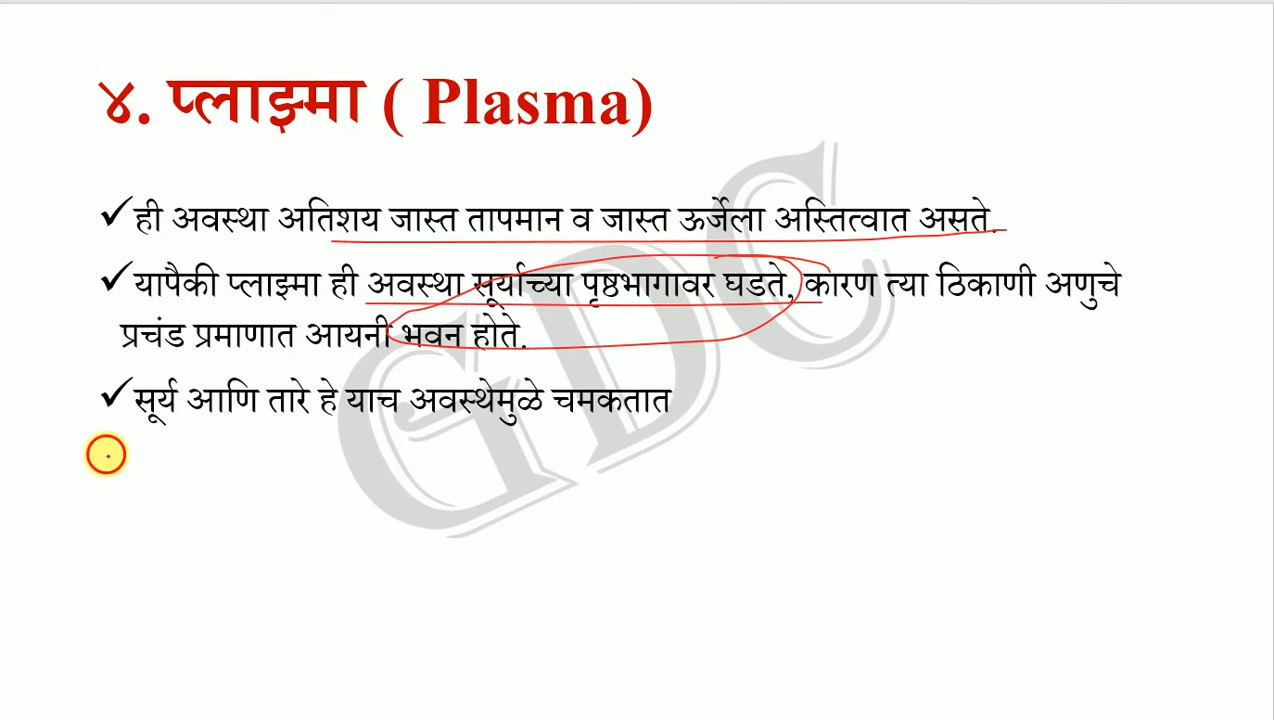 ४. प्लाझ्मा ( Plasma)
✓ ही अवस्था अतिशय जास्त तापमान व जास्त ऊर्जेला अस्तित्वात असते.
✓ यापैकी प्लाझ्मा ही अवस्था सूर्याच्या पृष्ठभागावर घडते, कारण त्या ठिकाणी अणुचे
प्रचंड प्रमाणात आयनी भवन होते.
✓ सूर्य आणि तारे हे याच अवस्थेमुळे चमकतात
GDC